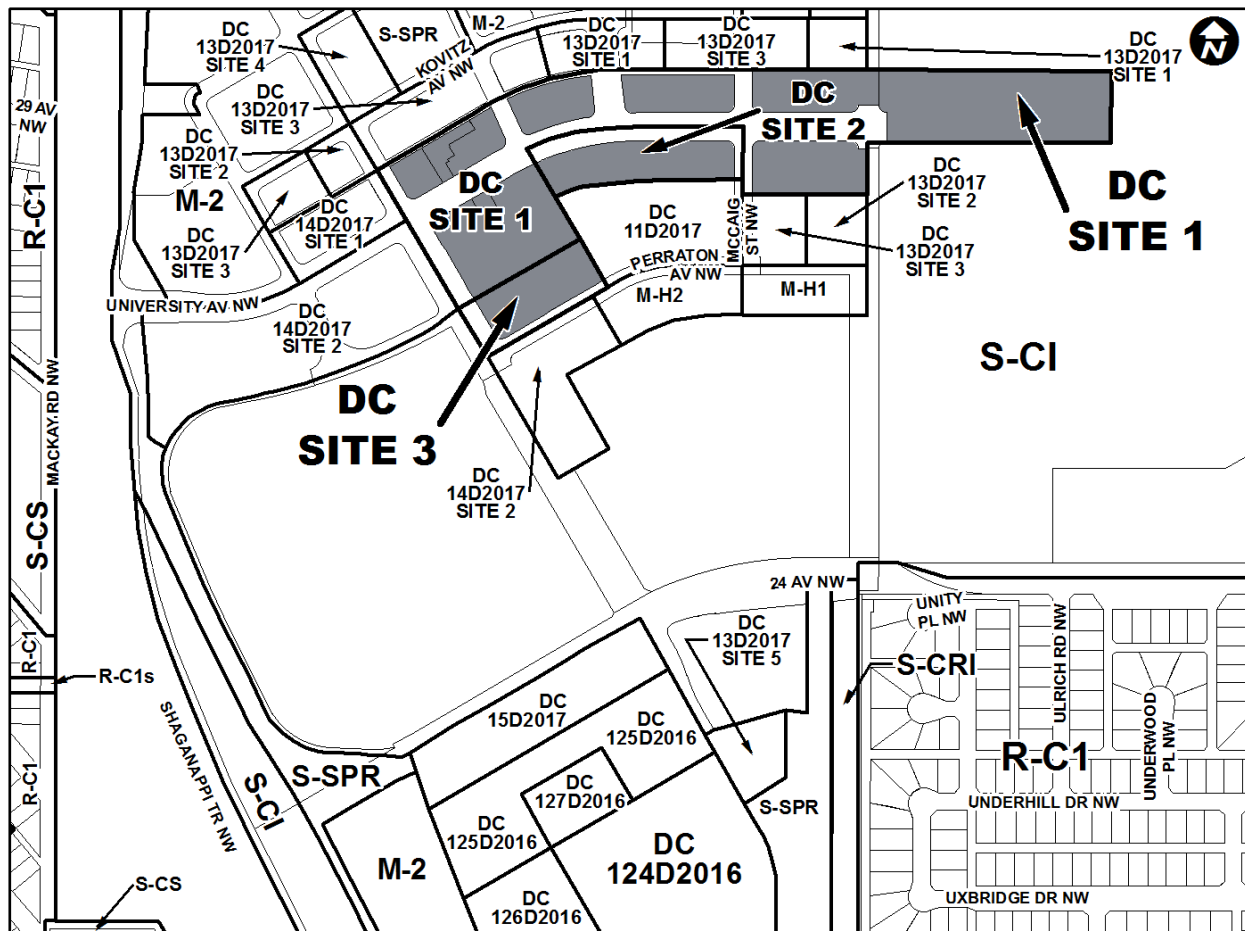 DC
13D2017
SITE 4
S-SPR
M-2
KOVITZ
AV NW
DC
13D2017
SITE 1
DC
13D2017
SITE 3
DC
13D2017
SITE 1
N
29 AV
NW
DC
13D2017
SITE 3
DC
13D2017
SITE 2
M-2
DC
13D2017
SITE 3
DC
14D2017
SITE 1
DC
SITE 1
DC
SITE 2
DC
SITE 1
DC
13D2017
SITE 2
DC
13D2017
SITE 3
DC
11D2017
MCCAIG
ST NW
PERRATON
AV NW
M-H2
M-H1
R-C1
UNIVERSITY AV NW
DC
14D2017
SITE 2
DC
SITE 3
S-CI
MACKAY RD NW
DC
14D2017
SITE 2
S-CS
24 AV NW
UNITY
PL NW
ULRICH RD NW
DC
13D2017
SITE 5
S-CRI
R-C1
R-C1s
UNDERWOOD
PL NW
DC
15D2017
DC
125D2016
R-C1
SHAGANAPPI TR NW
S-CI
S-SPR
R-C1
DC
127D2016
S-SPR
UNDERHILL DR NW
DC
125D2016
M-2
DC
124D2016
S-CS
DC
126D2016
UXBRIDGE DR NW